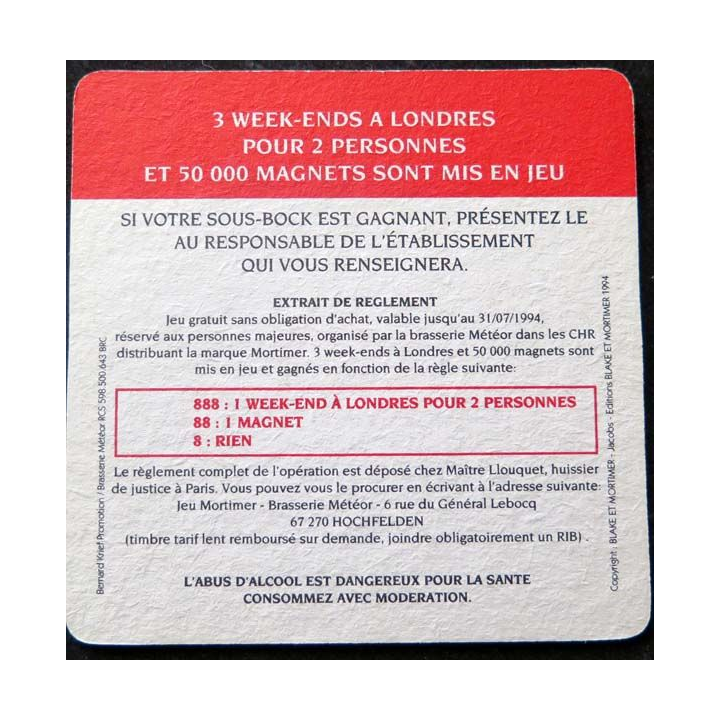 3 WEEK-ENDS A LONDRES
POUR 2 PERSONNES
ET 50 000 MAGNETS SONT MIS EN JEU
SI VOTRE SOUS-BOCK EST GAGNANT, PRÉSENTEZ LE
AU RESPONSABLE DE L'ÉTABLISSEMENT
QUI VOUS RENSEIGNERA.
EXTRAIT DE REGLEMENT
Jeu gratuit sans obligation d'achat, valable jusqu'au 31/07/1994,
réservé aux personnes majeures, organisé par la brasserie Météor dans les CHR
distribuant la marque Mortimer. 3 week-ends à Londres et 50 000 magnets sont
mis en jeu et gagnés en fonction de la règle suivante:
888 : 1 WEEK-END À LONDRES POUR 2 PERSONNES
88 : 1 MAGNET
8 : RIEN
Le règlement complet de l'opération est déposé chez Maître Llouquet, huissier
de justice à Paris. Vous pouvez vous le procurer en écrivant à l'adresse suivante:
Jeu Mortimer - Brasserie Météor - 6 rue du Général Lebocq
67 270 HOCHFELDEN
(timbre tarif lent remboursé sur demande, joindre obligatoirement un RIB) .
L'ABUS D'ALCOOL EST DANGEREUX POUR LA SANTE
CONSOMMEZ AVEC MODERATION.
Bernard Knief Promotion / Brasserie Météor RCS 598 500 643 BRC
Copyright : BLAKE ET MORTIMER - Jacobs - Editions BLAKE ET MORTIMER 1994